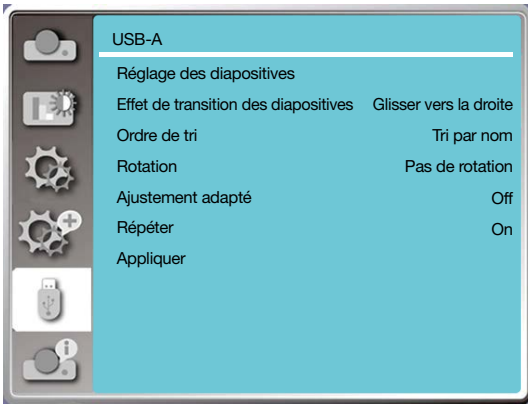 USB-A
Réglage des diapositives
Effet de transition des diapositives Glisser vers la droite
Ordre de tri Tri par nom
Rotation Pas de rotation
Ajustement adapté Off
Répéter On
Appliquer